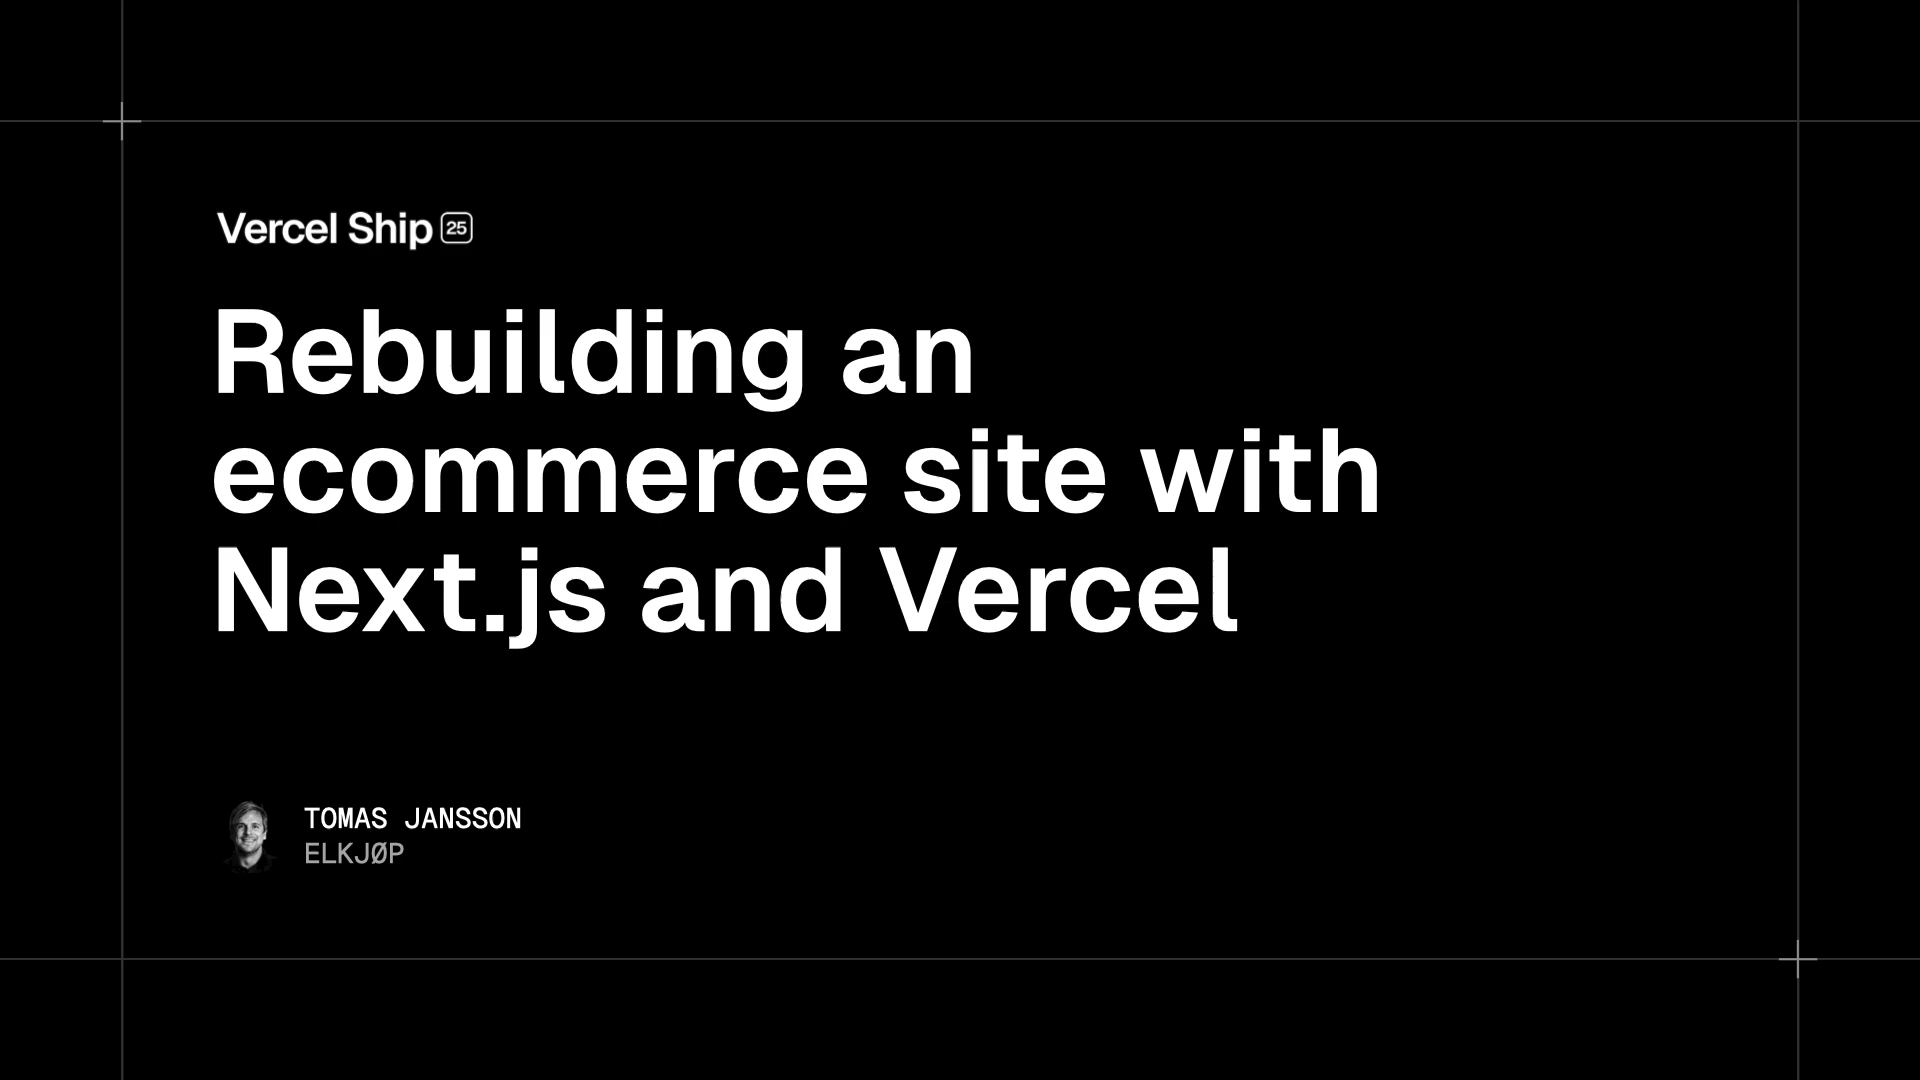 Vercel Ship 25
Rebuilding an
ecommerce site with
Next.js and Vercel
TOMAS JANSSON
ELKJØP